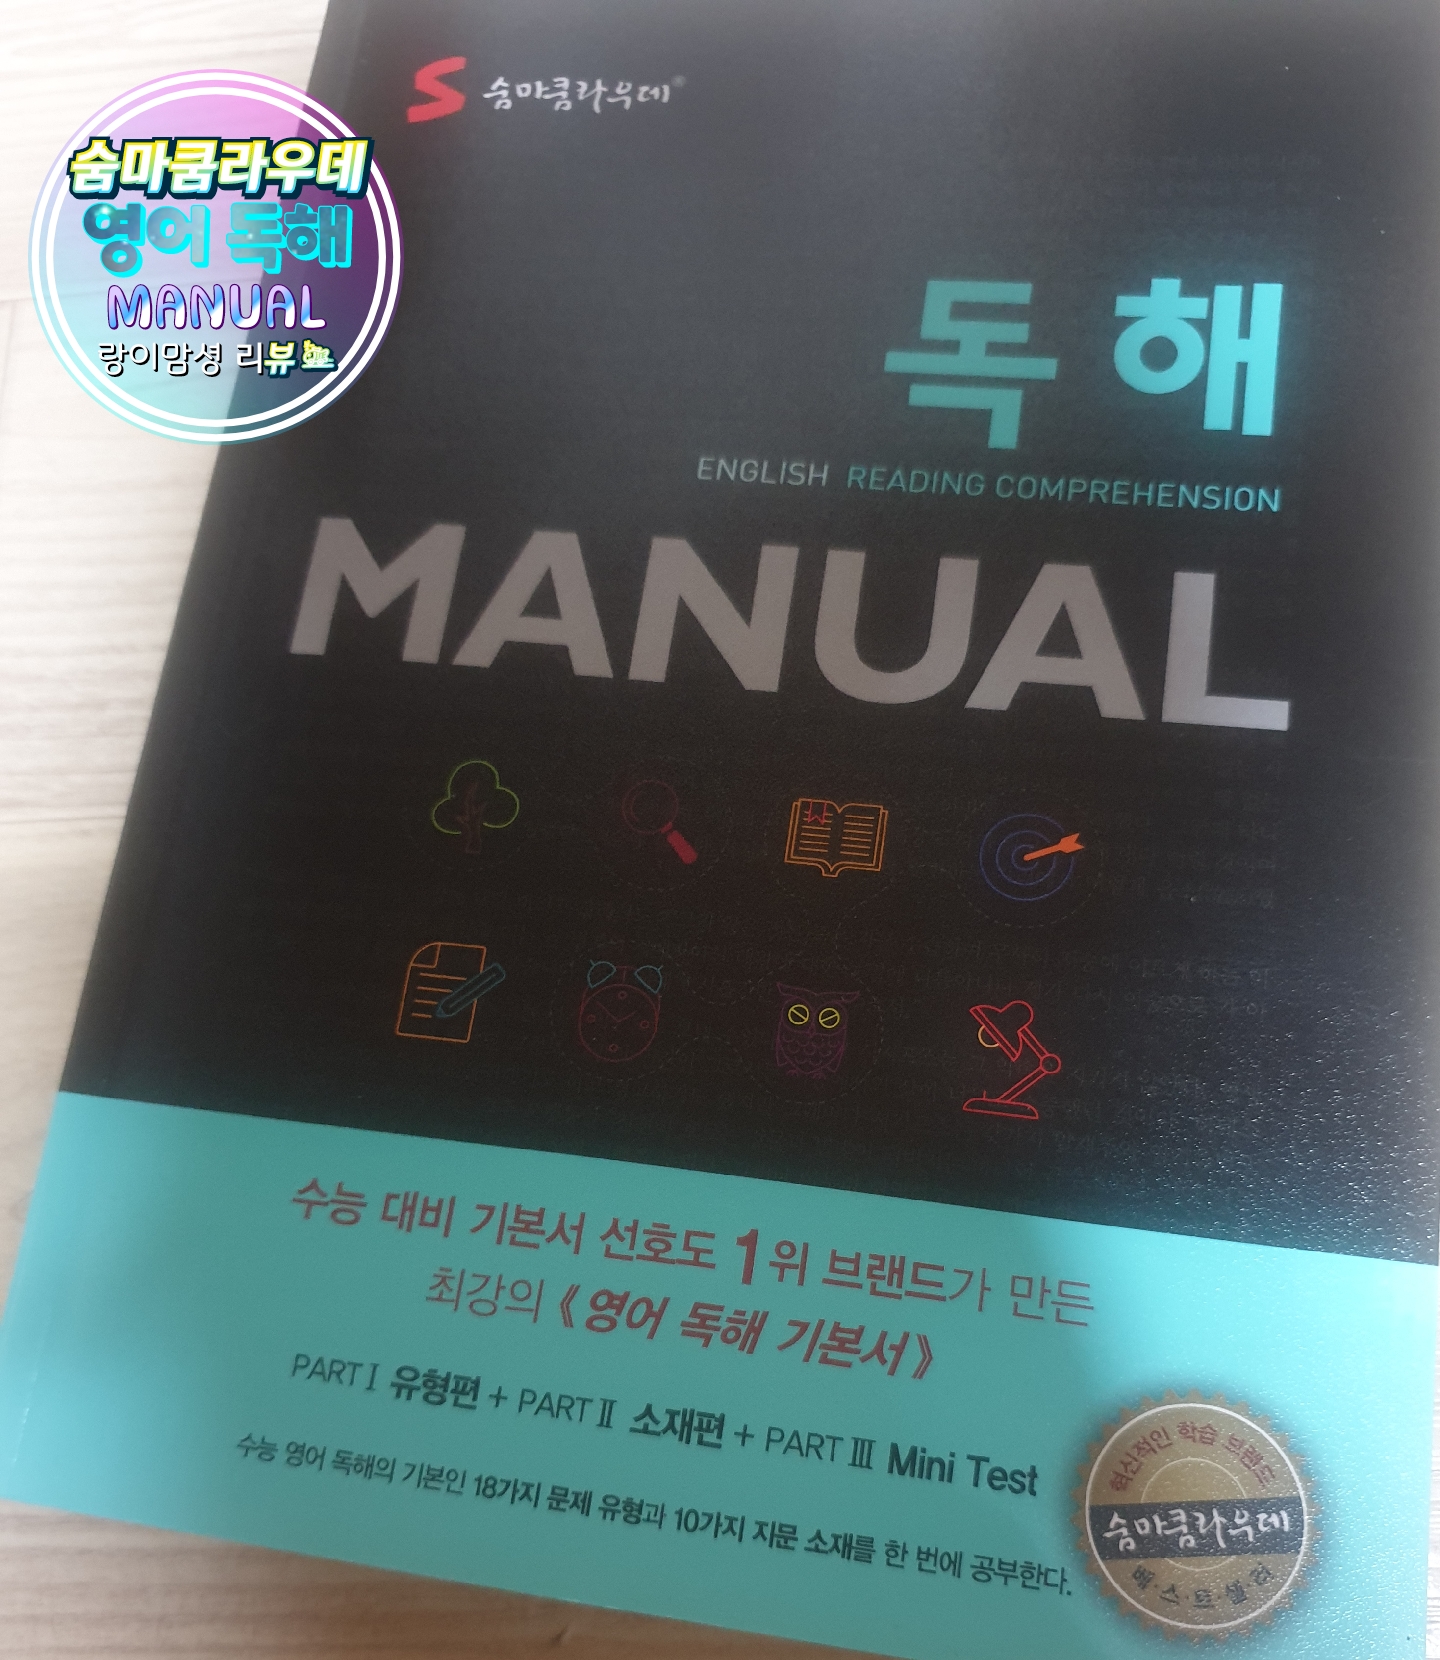 숨마쿰라우데
영어 독해
MANUAL
랑이맘셩 리뷰
S 숨마쿰라우데®
독해
ENGLISH READING COMPREHENSION
MANUAL
수능 대비 기본서 선호도 1위 브랜드가 만든
최강의 《영어 독해 기본서》
PART Ⅰ 유형편 + PART Ⅱ 소재편 + PART Ⅲ Mini Test
수능 영어 독해의 기본인 18가지 문제 유형과 10가지 지문 소재를 한 번에 공부한다.
혁신적인 학습 브랜드
숨마쿰라우데